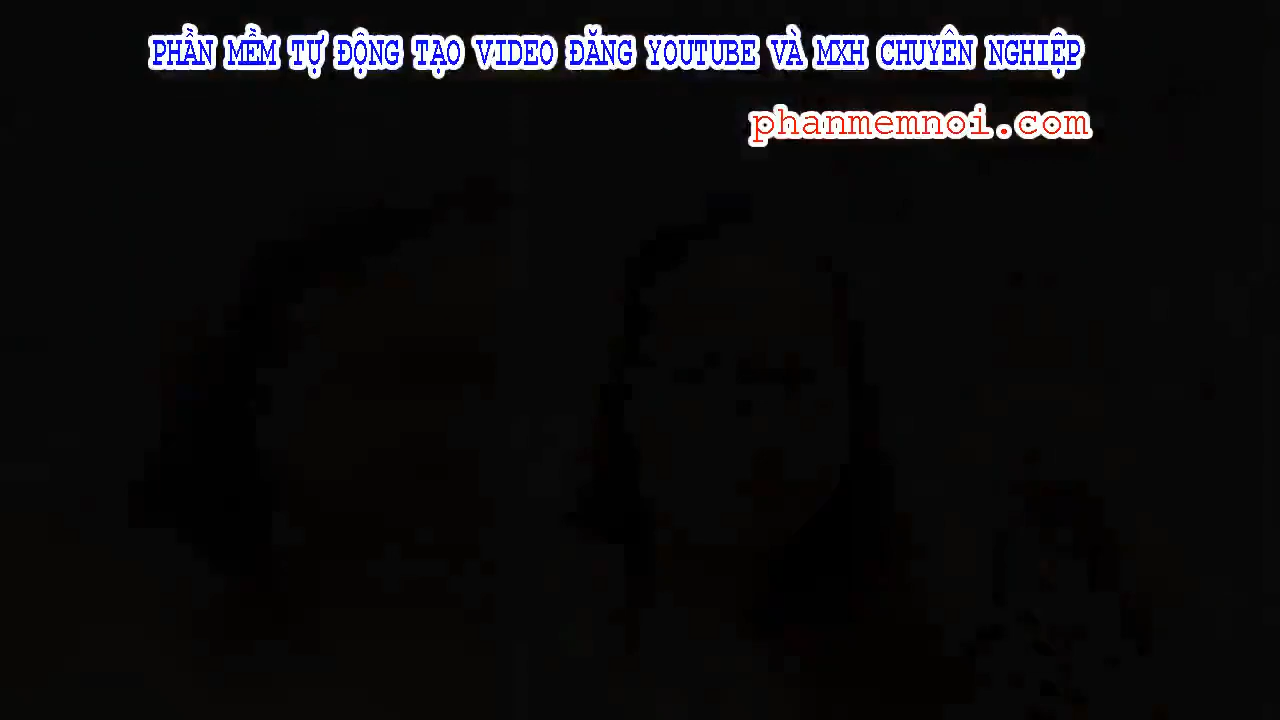 PHẦN MỀM TỰ ĐỘNG TẠO VIDEO ĐĂNG YOUTUBE VÀ MXH CHUYÊN NGHIỆP
phanmemnoi.com